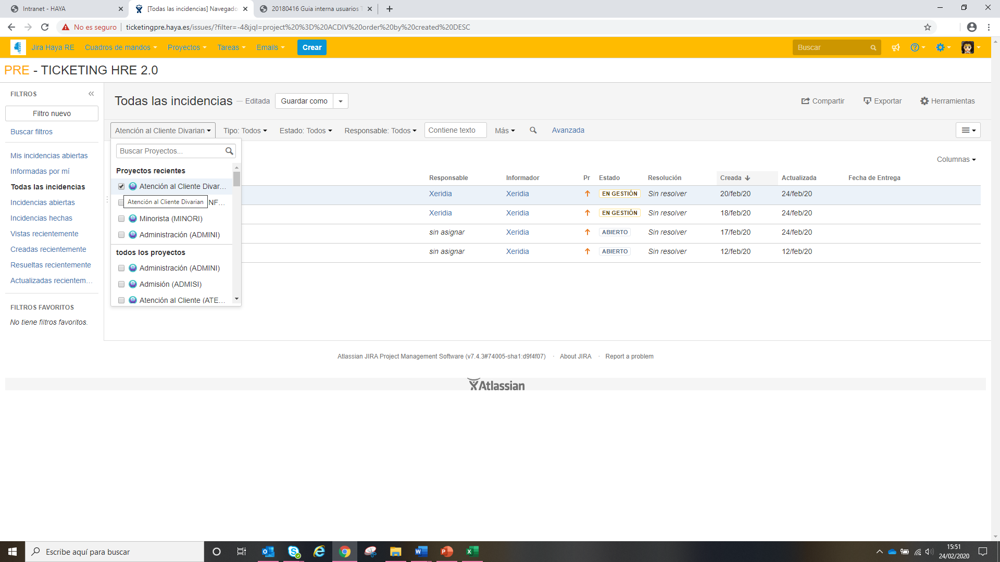 Intranet - HAYA
[Todas las incidencias] Navegado
20180416 Guia interna usuarios
No es seguro
ticketingpre.haya.es/issues/?filter=-4&jql=project%20%3D%20ACDIV%20order%20by%20created%20DESC
Jira Haya RE
Cuadros de mandos
Proyectos
Tareas
Emails
Crear
Buscar
PRE - TICKETING HRE 2.0
FILTROS
Filtro nuevo
Buscar filtros
Mis incidencias abiertas
Informadas por mí
Todas las incidencias
Incidencias abiertas
Incidencias hechas
Vistas recientemente
Creadas recientemente
Resueltas recientemente
Actualizadas recientem…
FILTROS FAVORITOS
No tiene filtros favoritos.
Todas las incidencias — Editada
Guardar como
Compartir
Exportar
Herramientas
Atención al Cliente Divarian
Tipo: Todos
Estado: Todos
Responsable: Todos
Contiene texto
Más
Avanzada
Buscar Proyectos...
Proyectos recientes
Atención al Cliente Divar…
Atención al Cliente Divarian
NF…
Minorista (MINORI)
Administración (ADMINI)
todos los proyectos
Administración (ADMINI)
Admisión (ADMISI)
Atención al Cliente (ATE…
Columnas
Responsable Informador Pr Estado Resolución Creada Actualizada Fecha de Entrega
Xeridia Xeridia EN GESTIÓN Sin resolver 20/feb/20 24/feb/20
Xeridia Xeridia EN GESTIÓN Sin resolver 18/feb/20 24/feb/20
sin asignar Xeridia ABIERTO Sin resolver 17/feb/20 24/feb/20
sin asignar Xeridia ABIERTO Sin resolver 12/feb/20 12/feb/20
Atlassian JIRA Project Management Software (v7.4.3#74005-sha1:d9f4f07) · About JIRA · Report a problem
Atlassian
Escribe aquí para buscar
15:51
24/02/2020